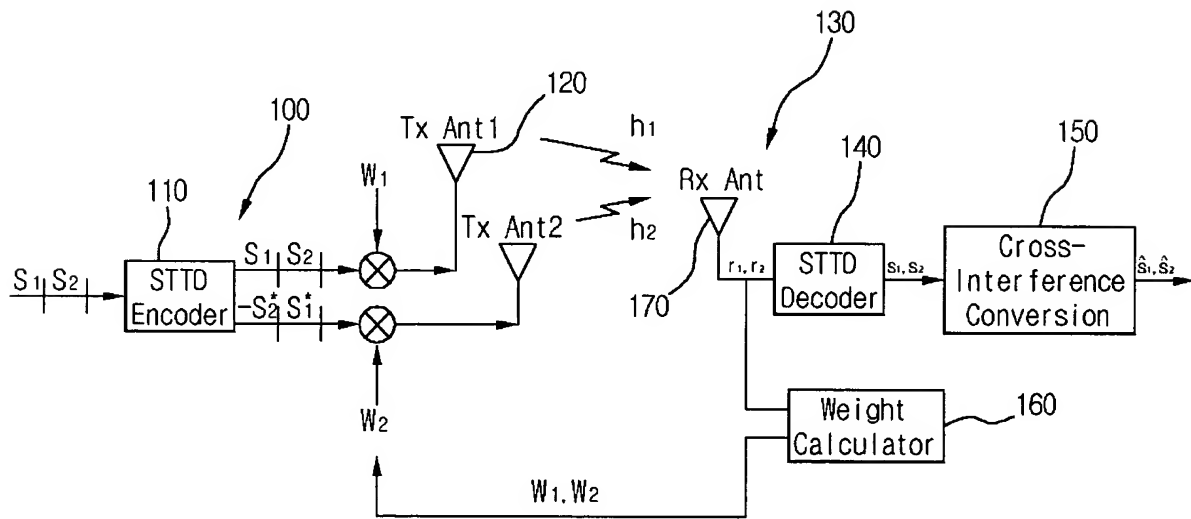 130
120
100
Tx Ant1
h₁
150
140
110
W₁
Rx Ant
Tx Ant2
h₂
S₁ S₂
STTD
Encoder
S₁ S₂
-S₂* S₁*
r₁, r₂
STTD
Decoder
s₁, s₂
Cross-
Interference
Conversion
ŝ₁, ŝ₂
170
W₂
Weight
Calculator
160
W₁, W₂